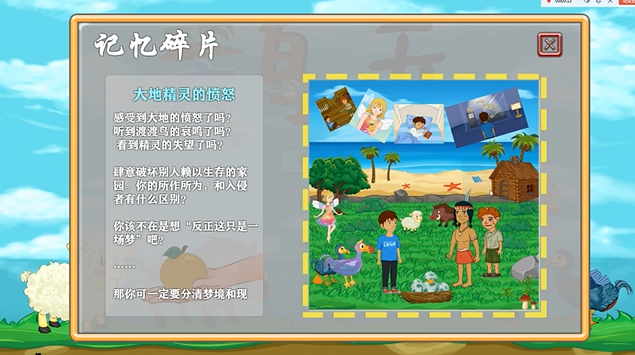 记忆碎片
大地精灵的愤怒
感受到大地的愤怒了吗?
听到渡渡鸟的哀鸣了吗?
看到精灵的失望了吗?
肆意破坏别人赖以生存的家
园,你的所作所为,和入侵
者有什么区别?
你该不在是想“反正这只是一
场梦”吧?
……
那你可一定要分清梦境和现